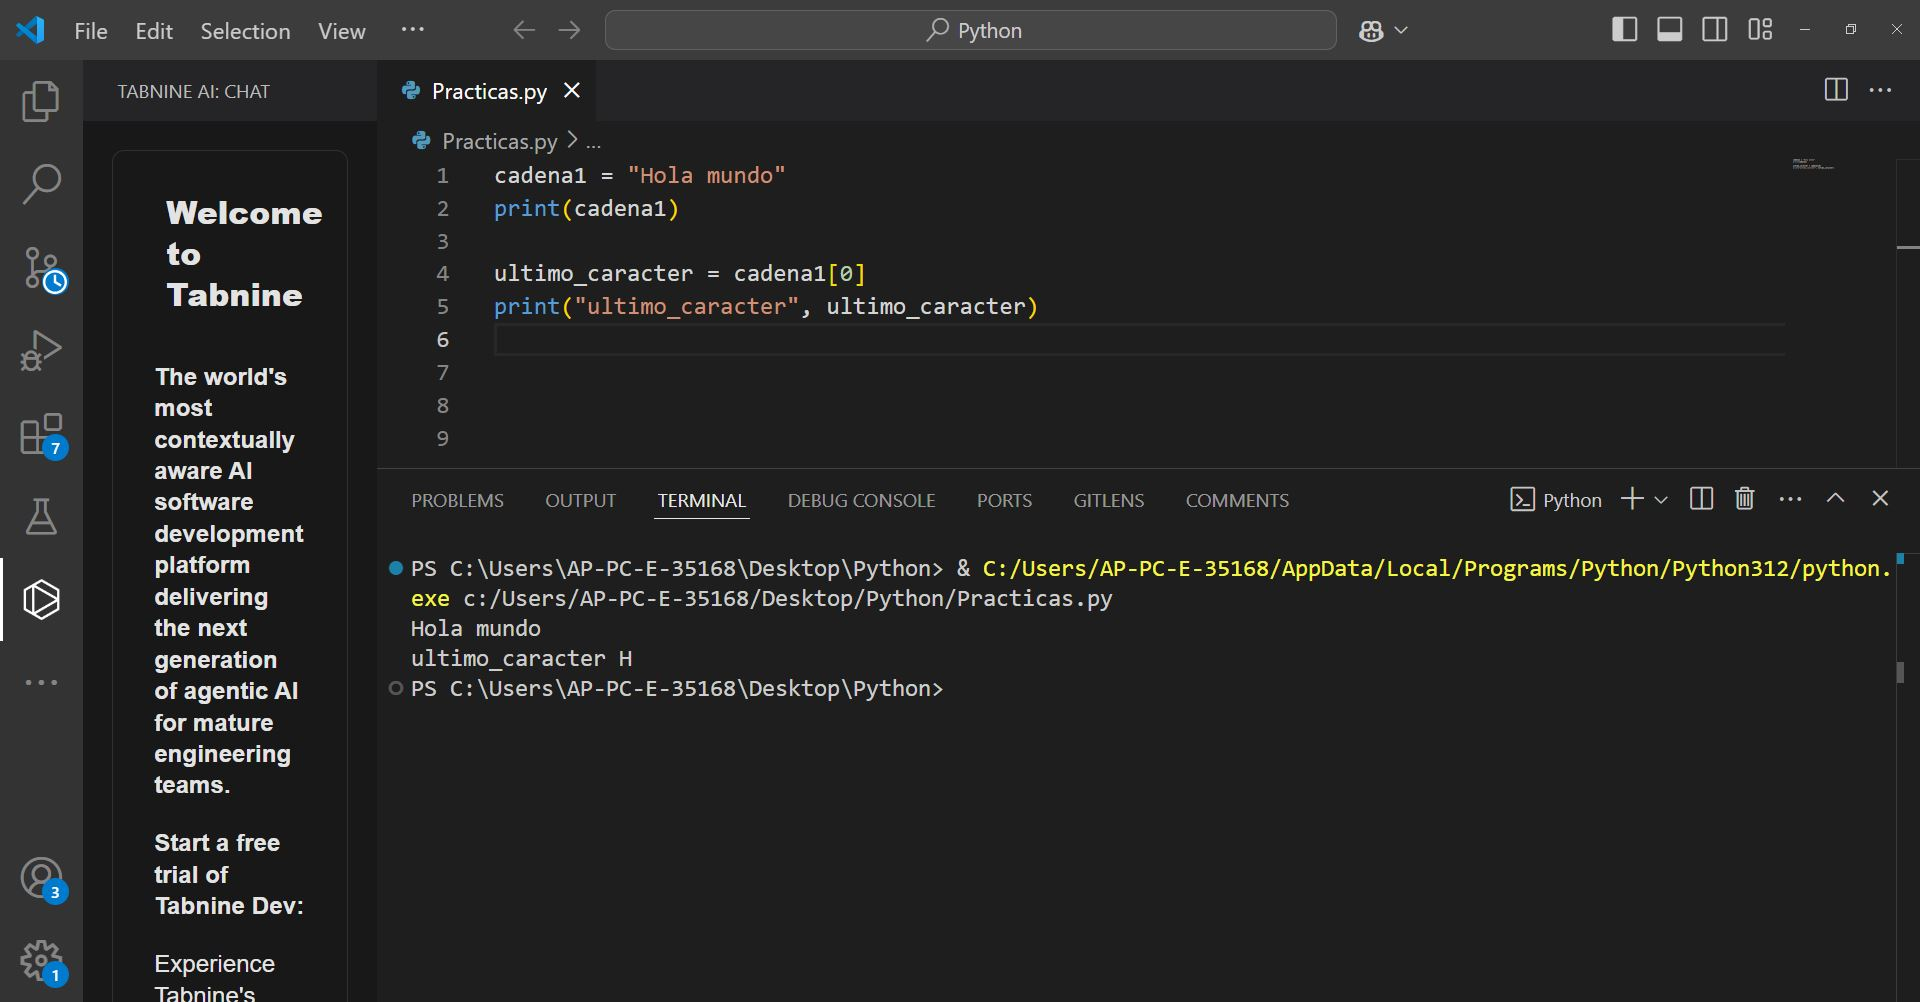 File Edit Selection View ···
Python
TABNINE AI: CHAT
Practicas.py
Practicas.py > ...
Welcome
to
Tabnine
The world's
most
contextually
aware AI
software
development
platform
delivering
the next
generation
of agentic AI
for mature
engineering
teams.
Start a free
trial of
Tabnine Dev:
Experience
Tabnine's
7
3
1
1 cadena1 = "Hola mundo"
2 print(cadena1)
3
4 ultimo_caracter = cadena1[0]
5 print("ultimo_caracter", ultimo_caracter)
6
7
8
9
PROBLEMS OUTPUT TERMINAL DEBUG CONSOLE PORTS GITLENS COMMENTS Python
PS C:\Users\AP-PC-E-35168\Desktop\Python> & C:/Users/AP-PC-E-35168/AppData/Local/Programs/Python/Python312/python.
exe c:/Users/AP-PC-E-35168/Desktop/Python/Practicas.py
Hola mundo
ultimo_caracter H
PS C:\Users\AP-PC-E-35168\Desktop\Python>